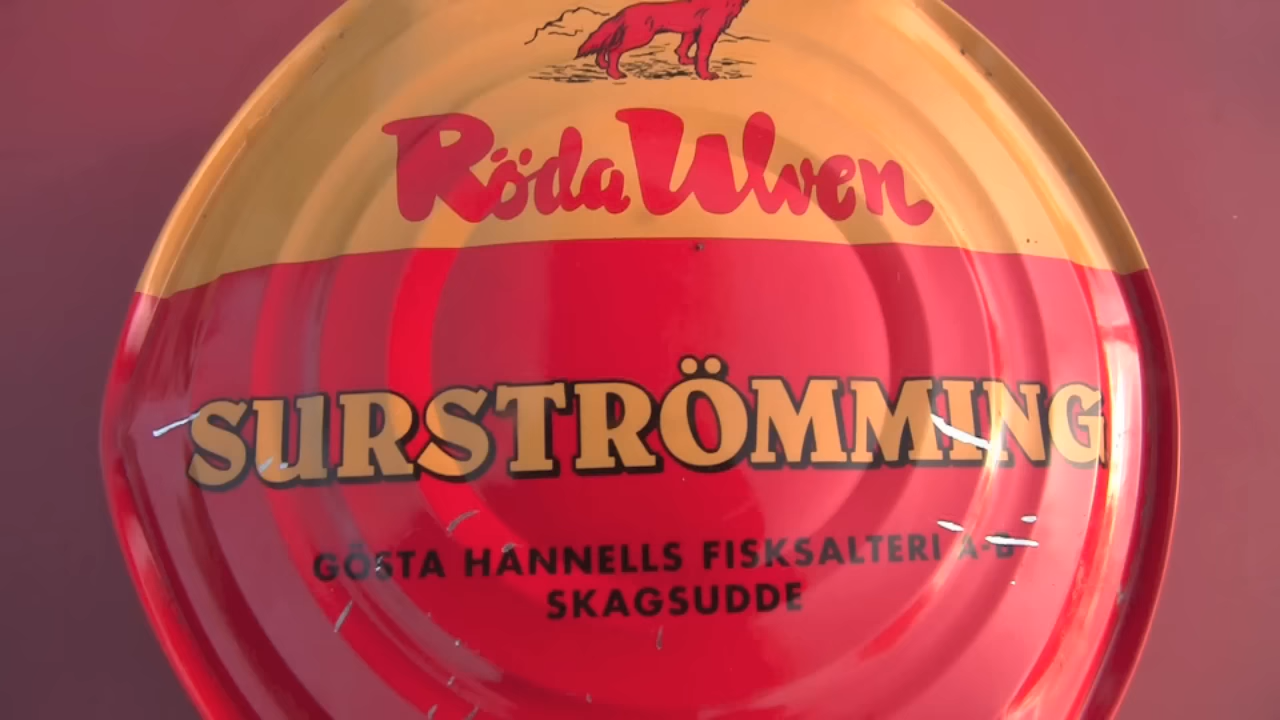 Röda Ulven
SURSTRÖMMING
GÖSTA HANNELLS FISKSALTERI A-B
SKAGSUDDE